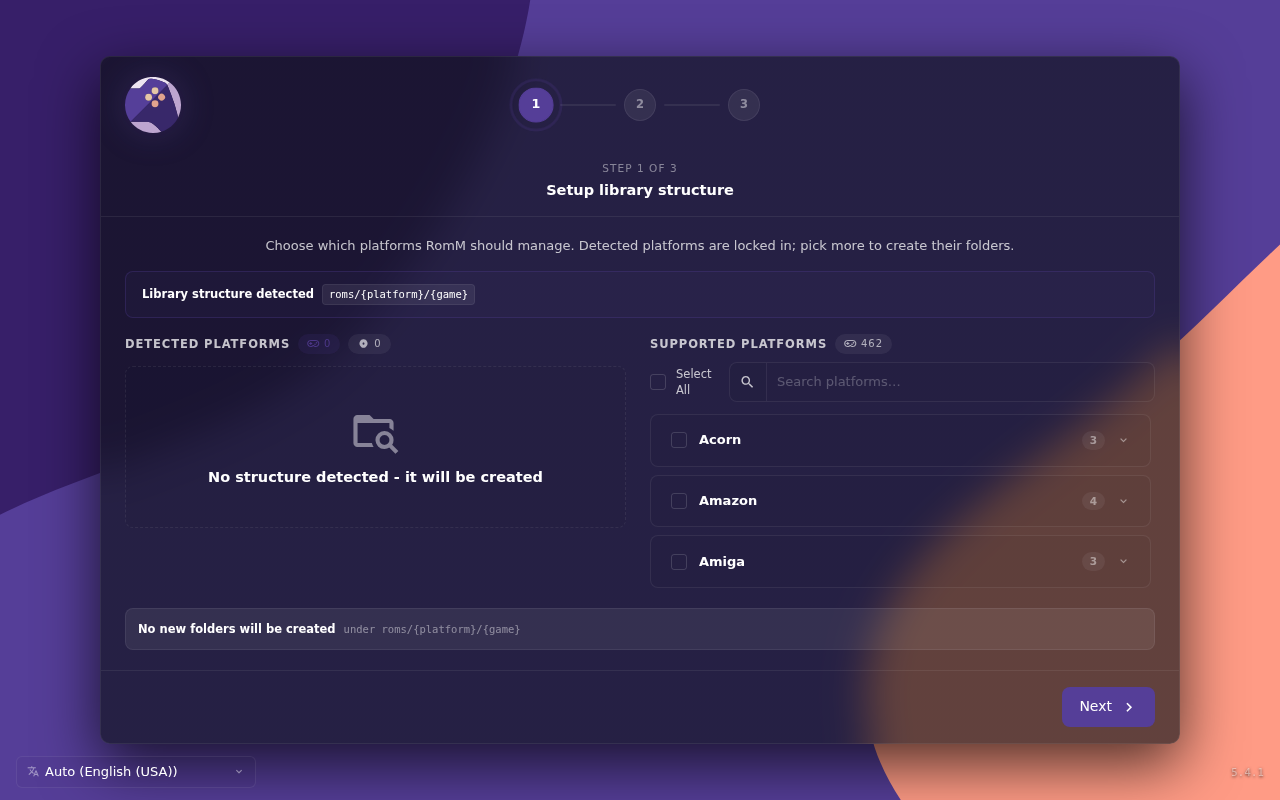 1
2
3
STEP 1 OF 3
Setup library structure
Choose which platforms RomM should manage. Detected platforms are locked in; pick more to create their folders.
Library structure detected roms/{platform}/{game}
DETECTED PLATFORMS 0 0
No structure detected - it will be created
SUPPORTED PLATFORMS 462
Select
All
Search platforms...
Acorn 3
Amazon 4
Amiga 3
No new folders will be created under roms/{platform}/{game}
Next
Auto (English (USA))
5.4.1